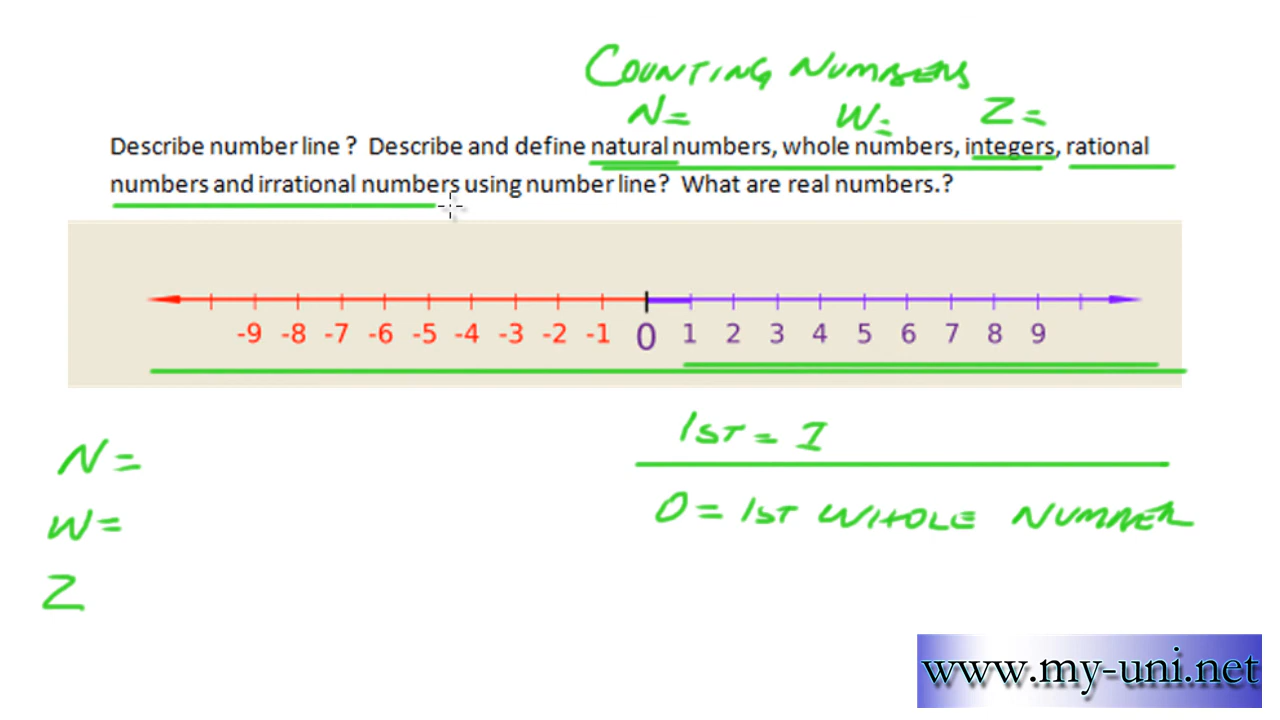 COUNTING NUMBERS
N= W= Z=
Describe number line ? Describe and define natural numbers, whole numbers, integers, rational
numbers and irrational numbers using number line? What are real numbers.?
-9 -8 -7 -6 -5 -4 -3 -2 -1 0 1 2 3 4 5 6 7 8 9
1ST = 1
N=
0 = 1ST WHOLE NUMBER
W=
Z
www.my-uni.net